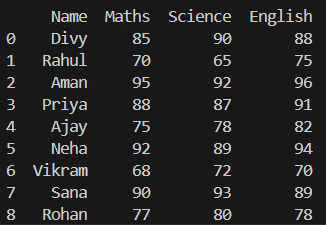 Name Maths Science English
0 Divy 85 90 88
1 Rahul 70 65 75
2 Aman 95 92 96
3 Priya 88 87 91
4 Ajay 75 78 82
5 Neha 92 89 94
6 Vikram 68 72 70
7 Sana 90 93 89
8 Rohan 77 80 78